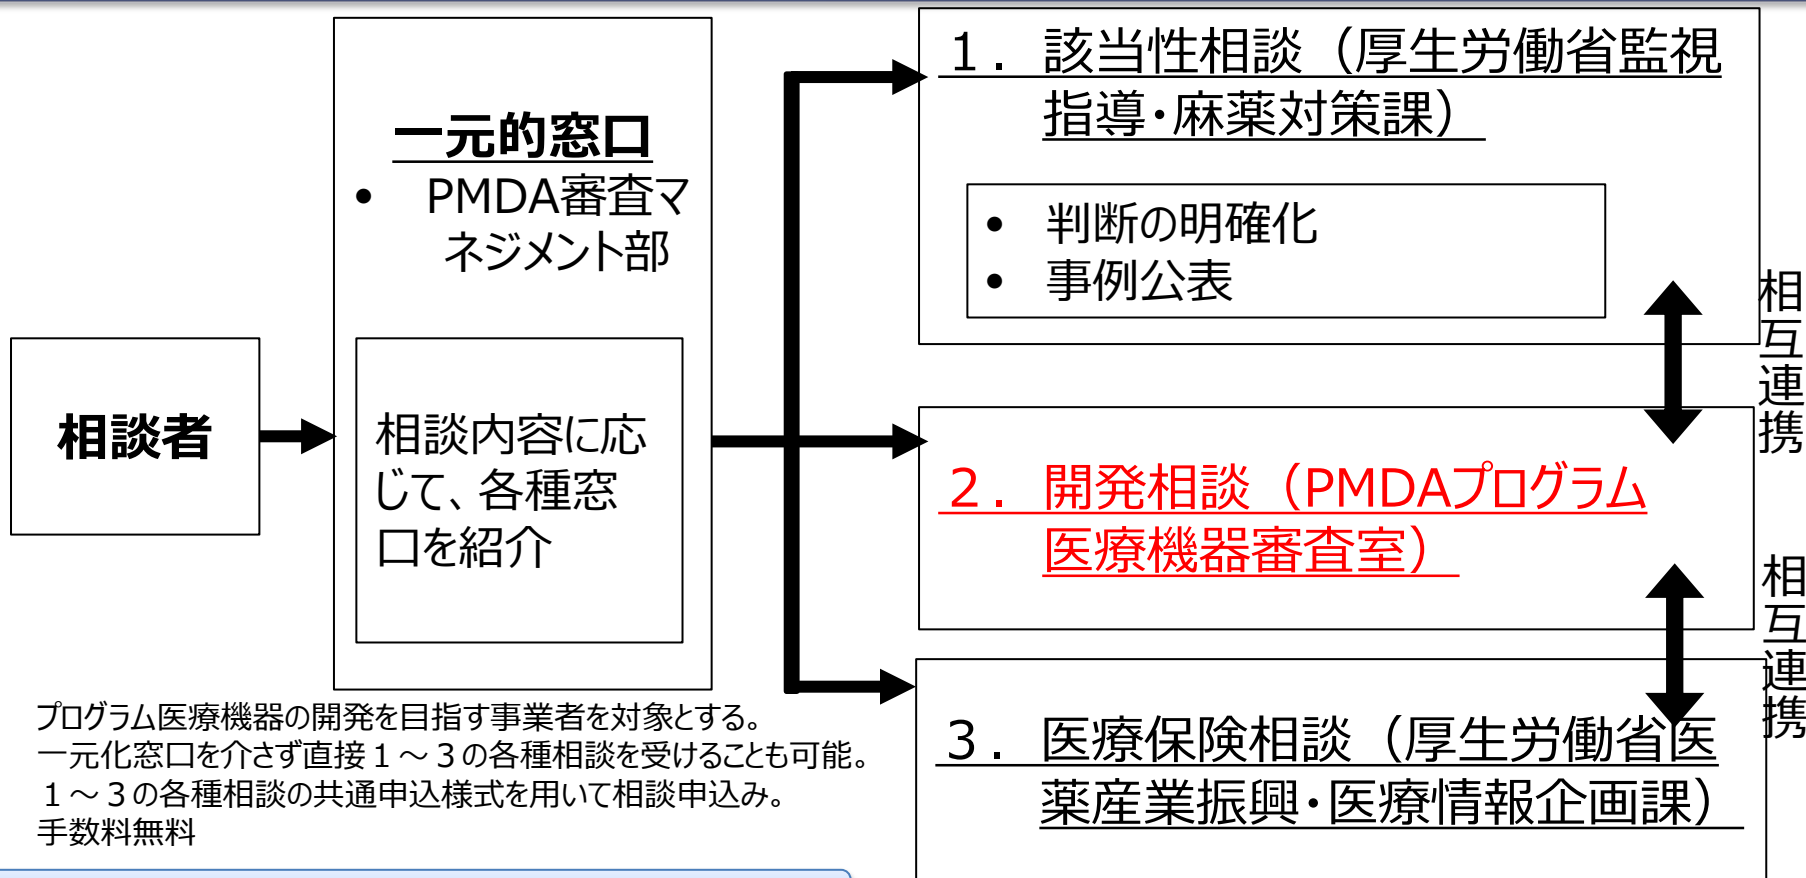 相談者
一元的窓口
• PMDA審査マ
ネジメント部
相談内容に応
じて、各種窓
口を紹介
１．該当性相談（厚生労働省監視
指導・麻薬対策課）
• 判断の明確化
• 事例公表
相互連携
２．開発相談（PMDAプログラム
医療機器審査室）
相互連携
３．医療保険相談（厚生労働省医
薬産業振興・医療情報企画課）
プログラム医療機器の開発を目指す事業者を対象とする。
一元化窓口を介さず直接１～３の各種相談を受けることも可能。
１～３の各種相談の共通申込様式を用いて相談申込み。
手数料無料